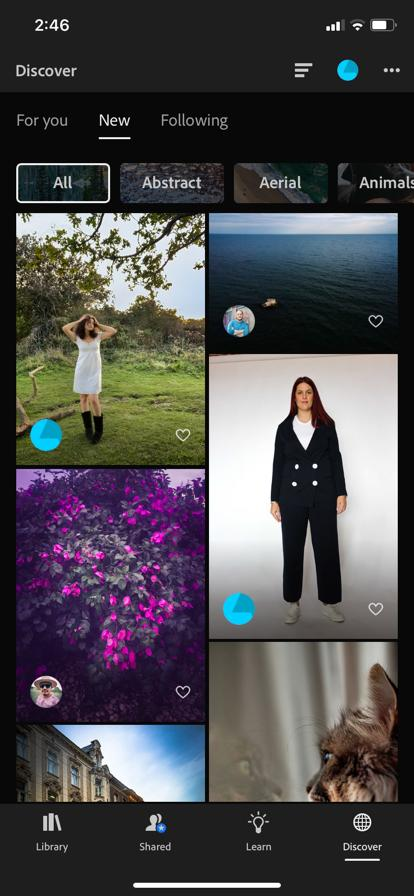 2:46
Discover
For you New Following
All Abstract Aerial Animals
Library Shared Learn Discover